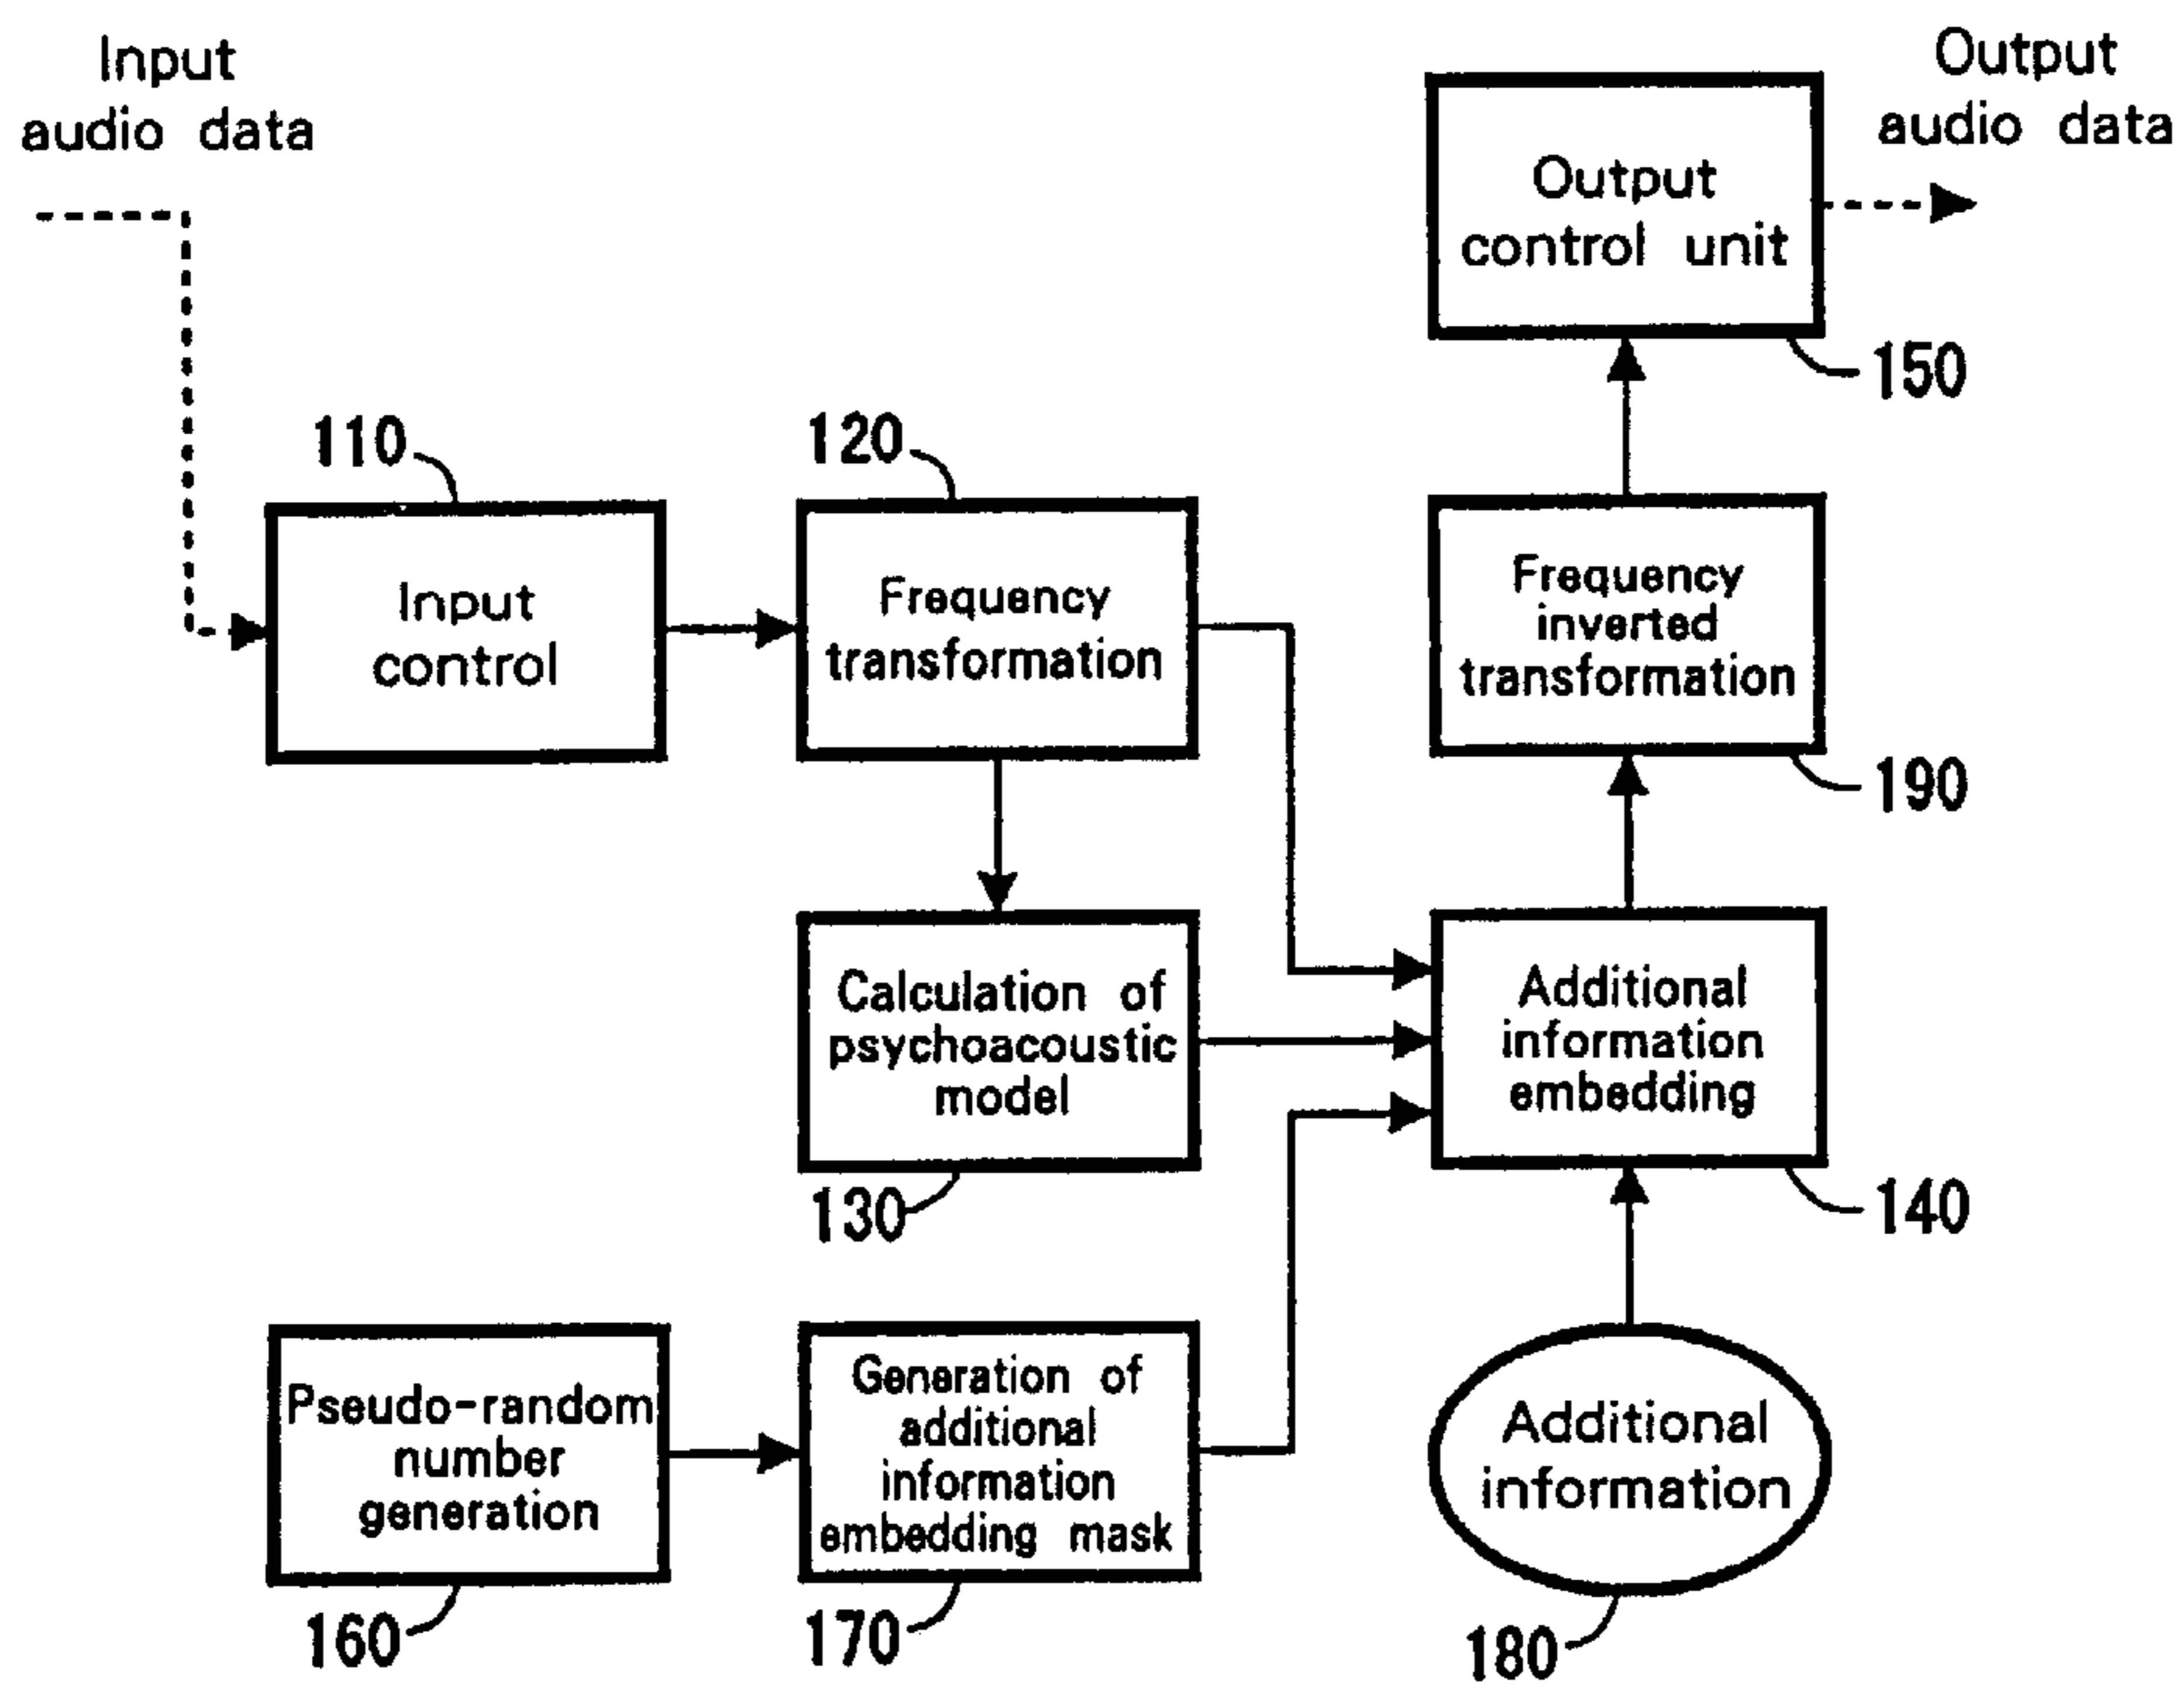 Input
audio data
Output
audio data
Output
control unit
150
110
120
Input
control
Frequency
transformation
Frequency
inverted
transformation
190
Calculation of
psychoacoustic
model
130
Additional
information
embedding
140
Pseudo-random
number
generation
160
Generation of
additional
information
embedding mask
170
Additional
information
180